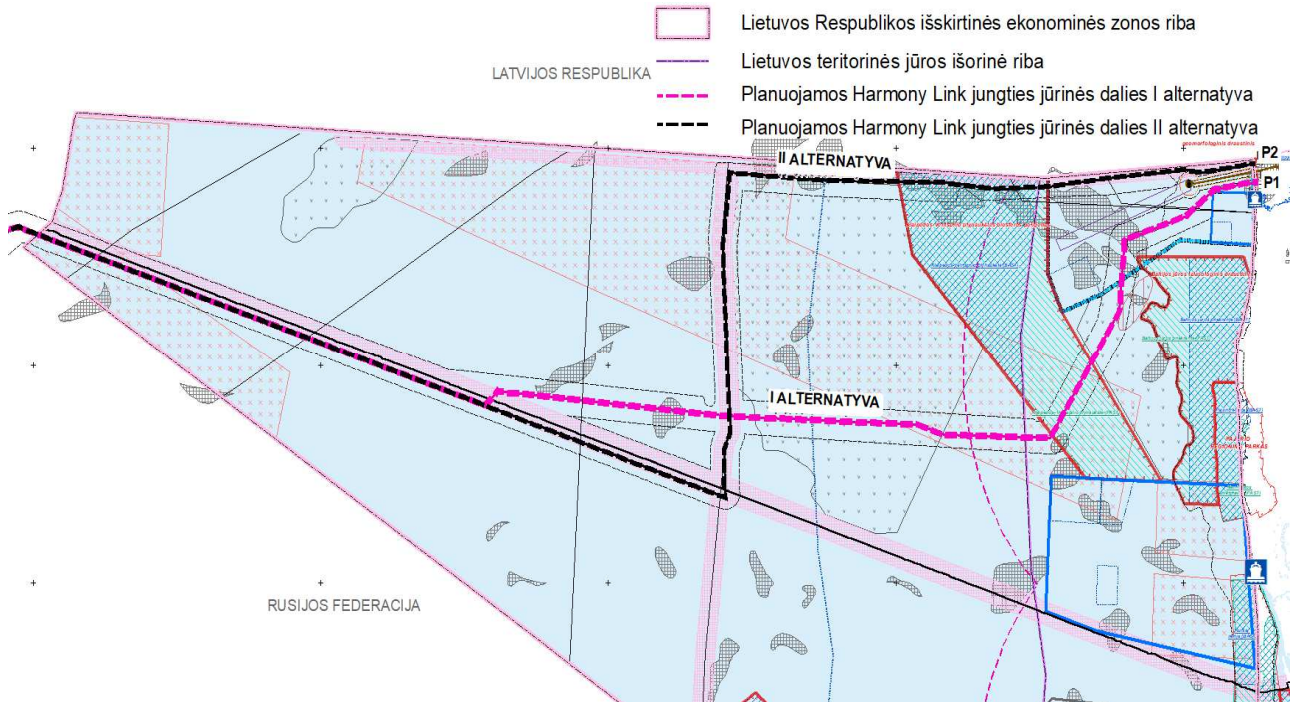 Lietuvos Respublikos išskirtinės ekonominės zonos riba
LATVIJOS RESPUBLIKA
Lietuvos teritorinės jūros išorinė riba
Planuojamos Harmony Link jungties jūrinės dalies I alternatyva
Planuojamos Harmony Link jungties jūrinės dalies II alternatyva
II ALTERNATYVA
P2
P1
I ALTERNATYVA
RUSIJOS FEDERACIJA